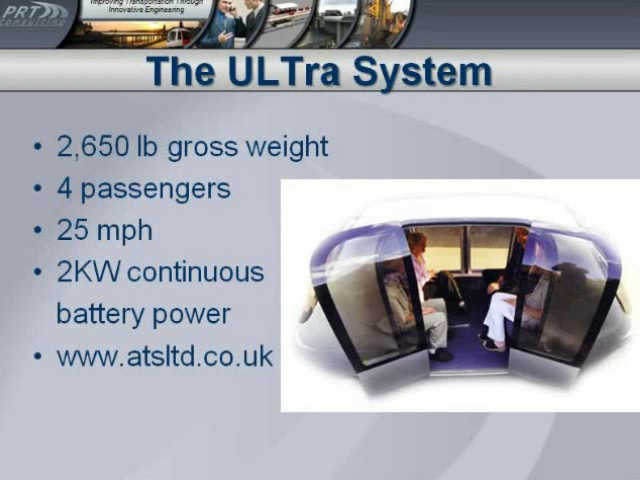 PRT
consulting
Improving Transportation Through
Innovative Engineering
The ULTra System
• 2,650 lb gross weight
• 4 passengers
• 25 mph
• 2KW continuous
battery power
• www.atsltd.co.uk